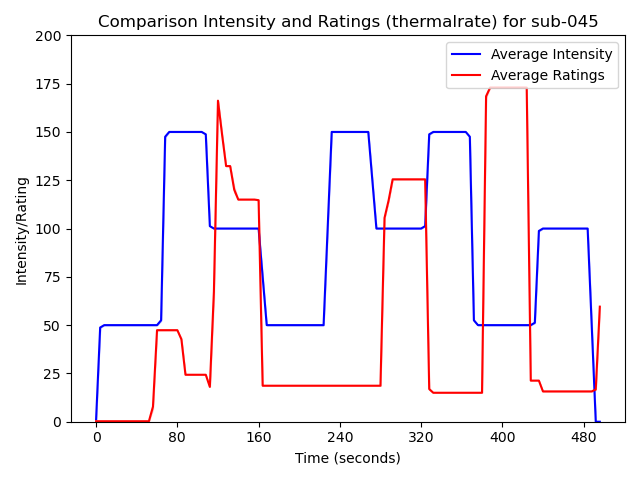 Comparison Intensity and Ratings (thermalrate) for sub-045
Average Intensity
Average Ratings
Intensity/Rating
200
175
150
125
100
75
50
25
0
0 80 160 240 320 400 480
Time (seconds)